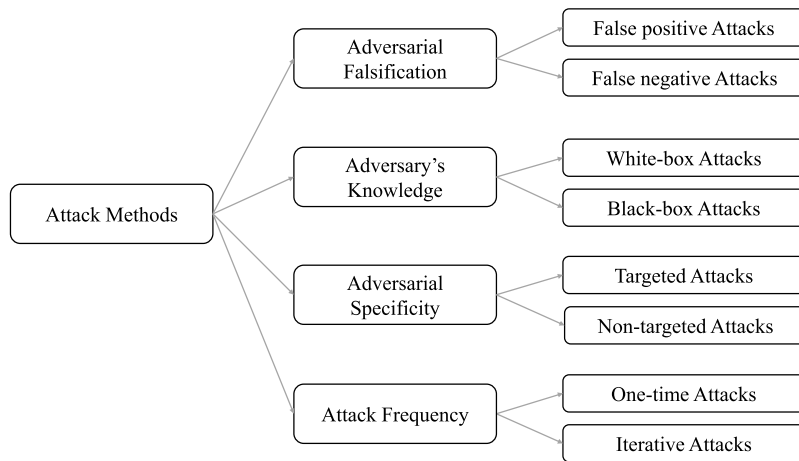 Attack Methods
Adversarial
Falsification
False positive Attacks
False negative Attacks
Adversary’s
Knowledge
White-box Attacks
Black-box Attacks
Adversarial
Specificity
Targeted Attacks
Non-targeted Attacks
Attack Frequency
One-time Attacks
Iterative Attacks